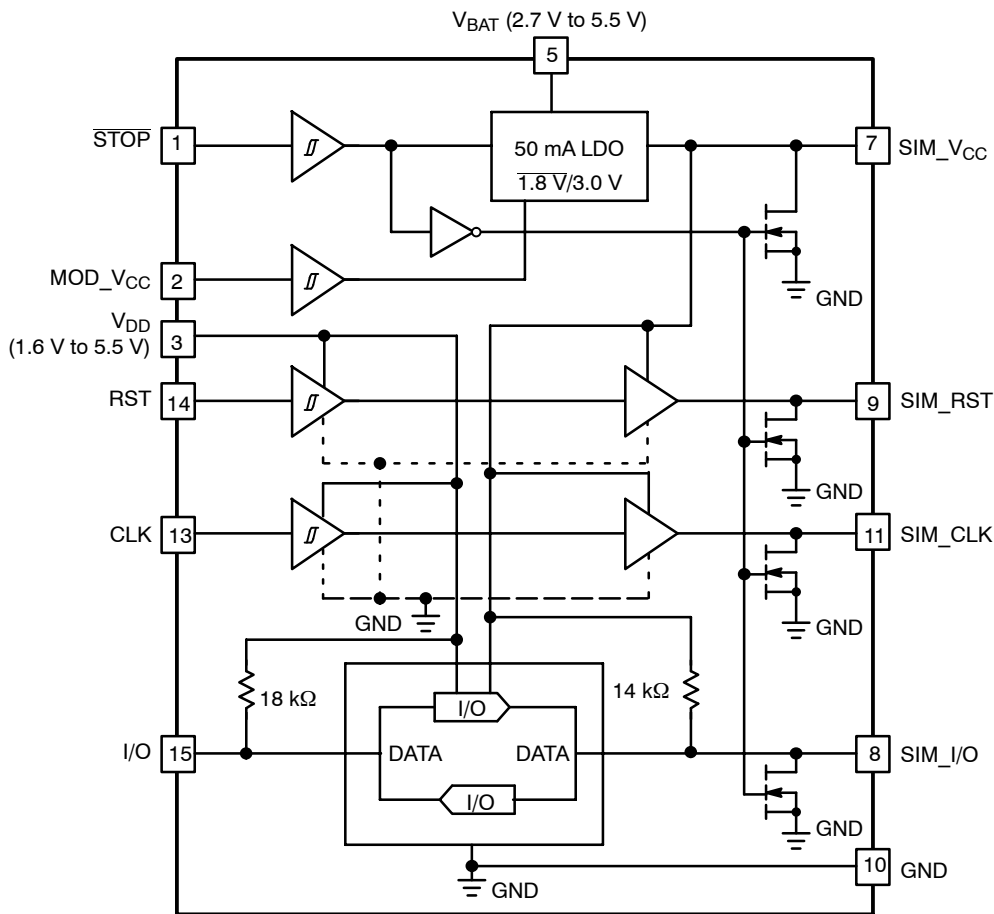 V_BAT (2.7 V to 5.5 V)
5
STOP
1
50 mA LDO
1.8 V/3.0 V
7
SIM_V_CC
MOD_V_CC
2
GND
V_DD
(1.6 V to 5.5 V)
3
RST
14
9
SIM_RST
GND
CLK
13
11
SIM_CLK
GND
GND
18 kΩ
14 kΩ
I/O
I/O
15
DATA
DATA
8
SIM_I/O
I/O
GND
GND
10
GND